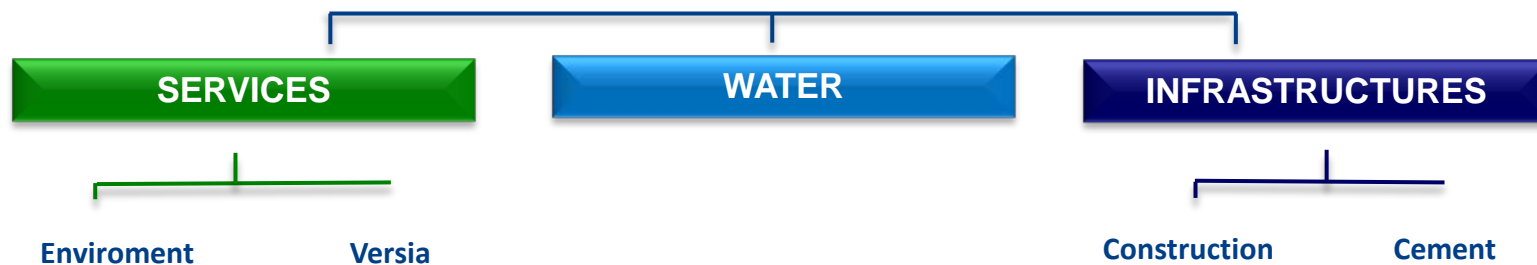 SERVICES
WATER
INFRASTRUCTURES
Enviroment
Versia
Construction
Cement